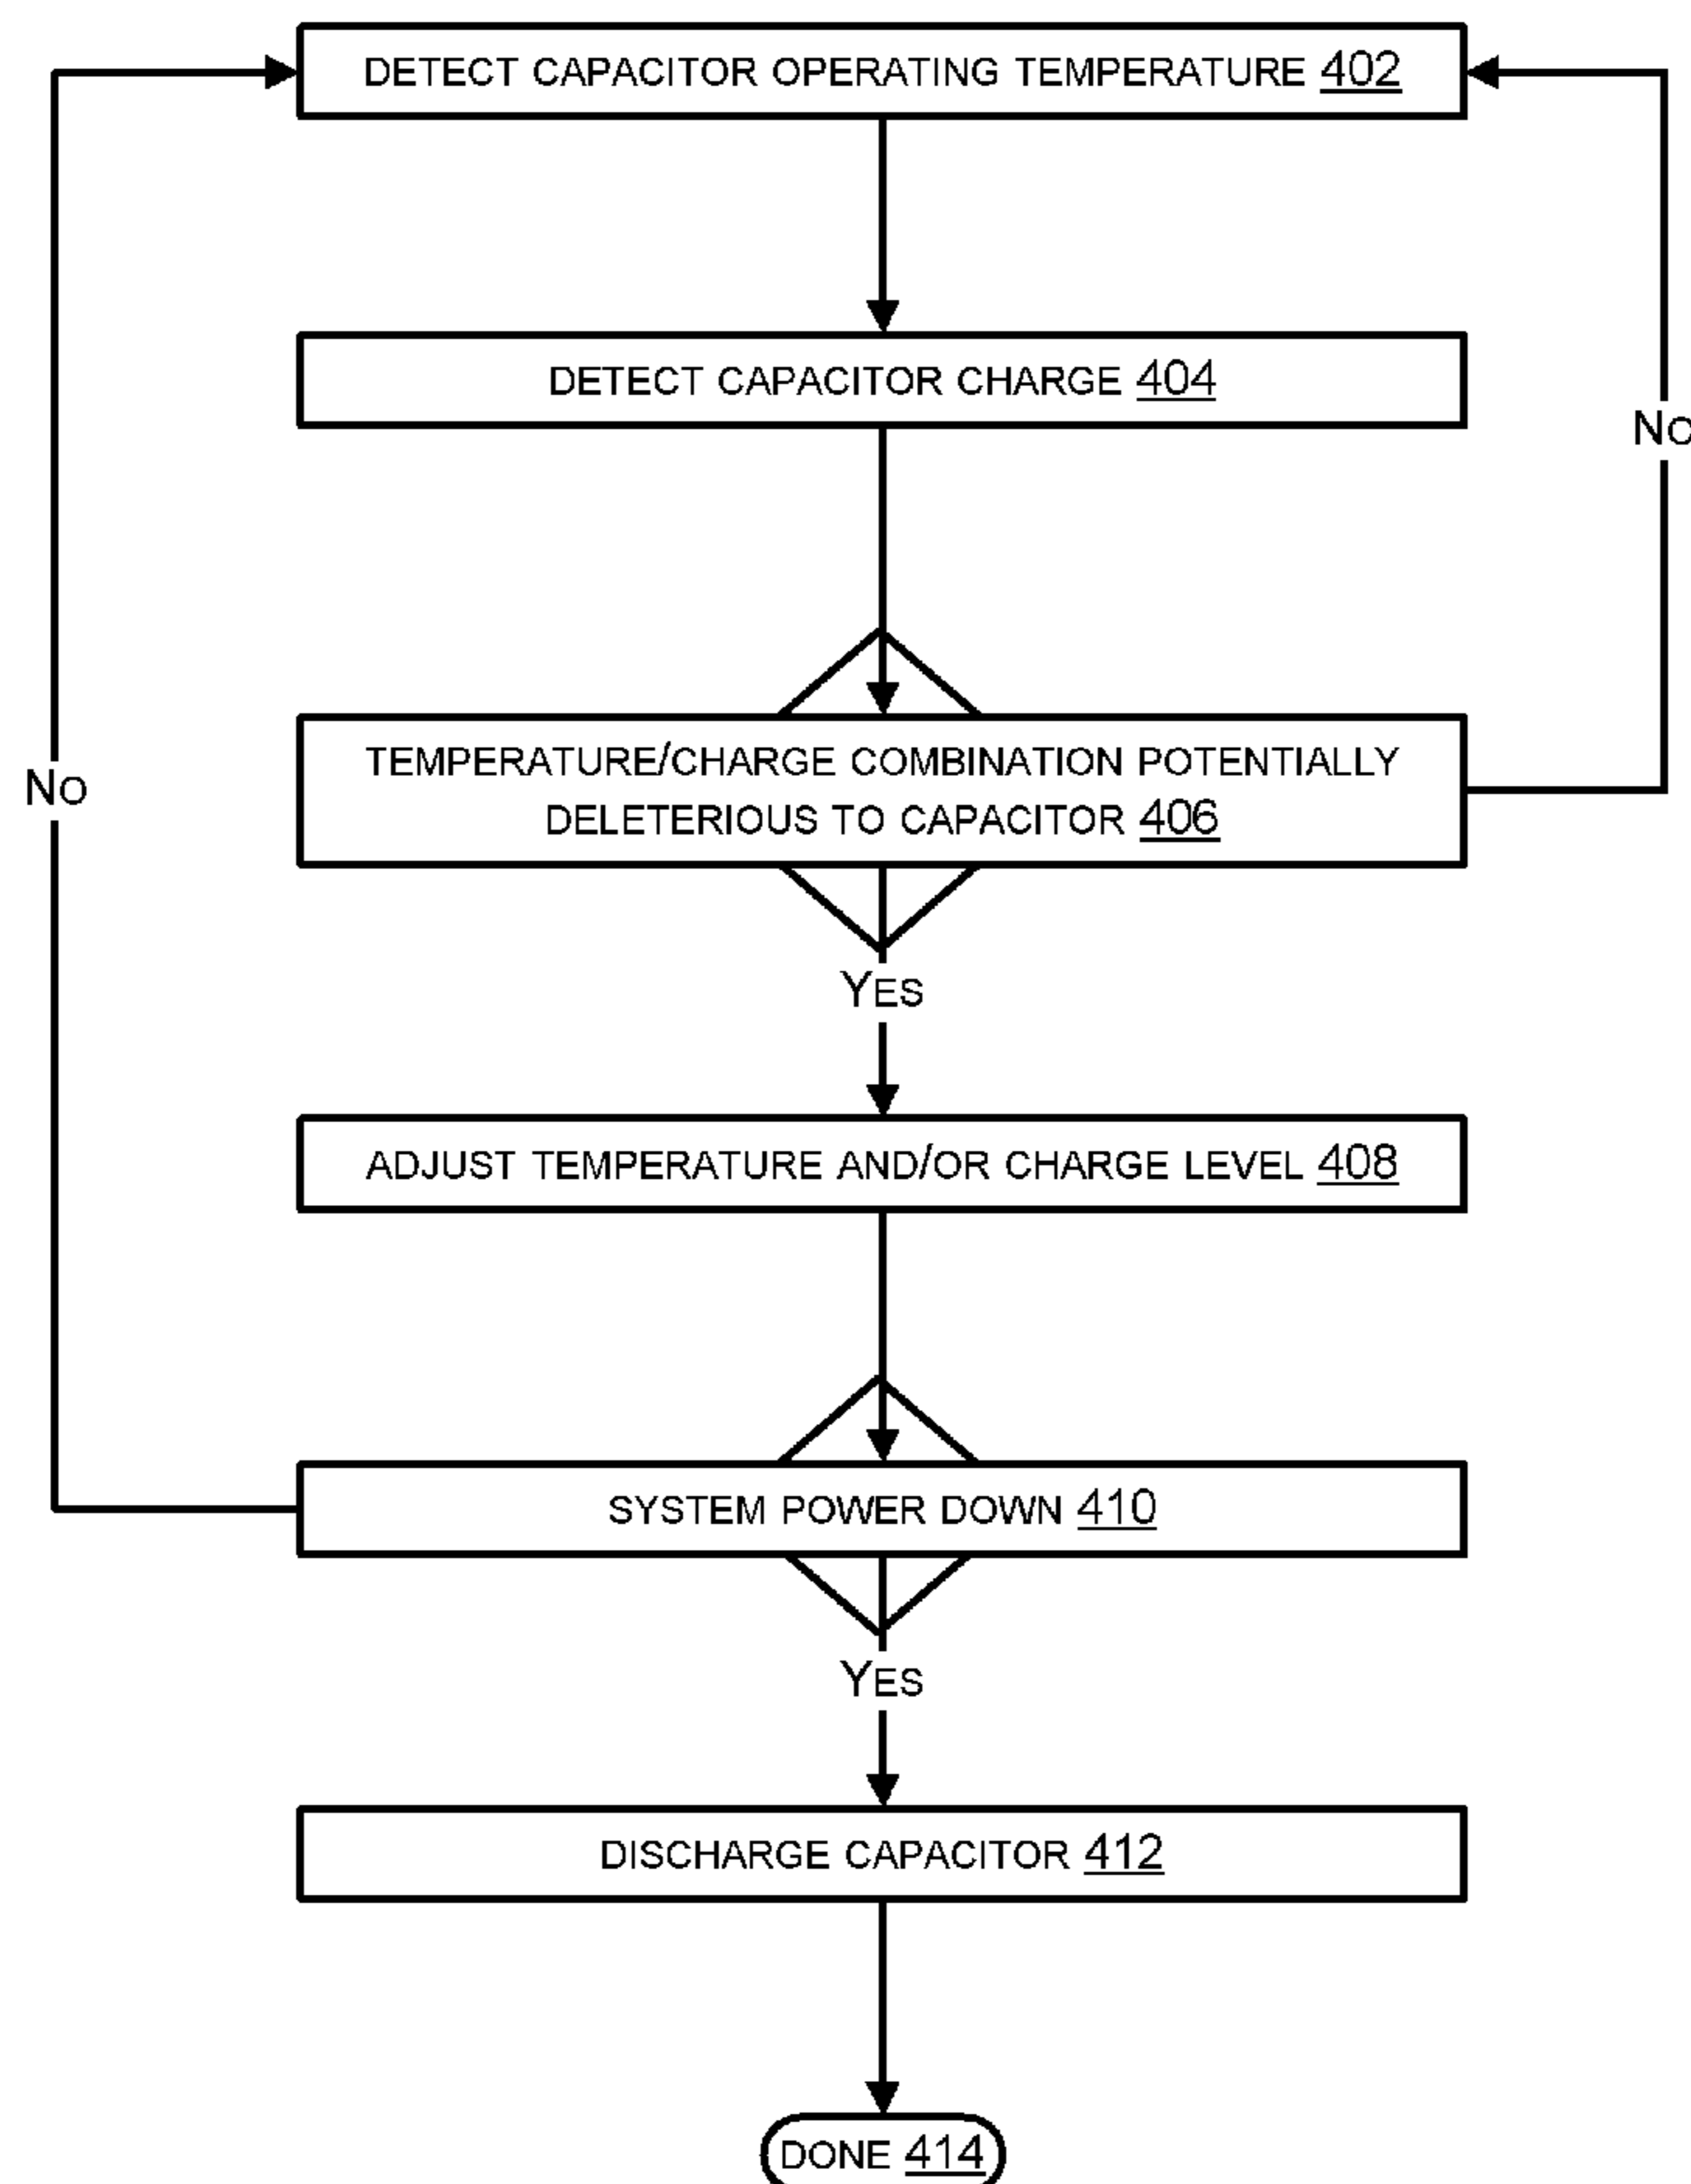 DETECT CAPACITOR OPERATING TEMPERATURE 402
DETECT CAPACITOR CHARGE 404
NO
TEMPERATURE/CHARGE COMBINATION POTENTIALLY
DELETERIOUS TO CAPACITOR 406
NO
YES
ADJUST TEMPERATURE AND/OR CHARGE LEVEL 408
SYSTEM POWER DOWN 410
YES
DISCHARGE CAPACITOR 412
DONE 414